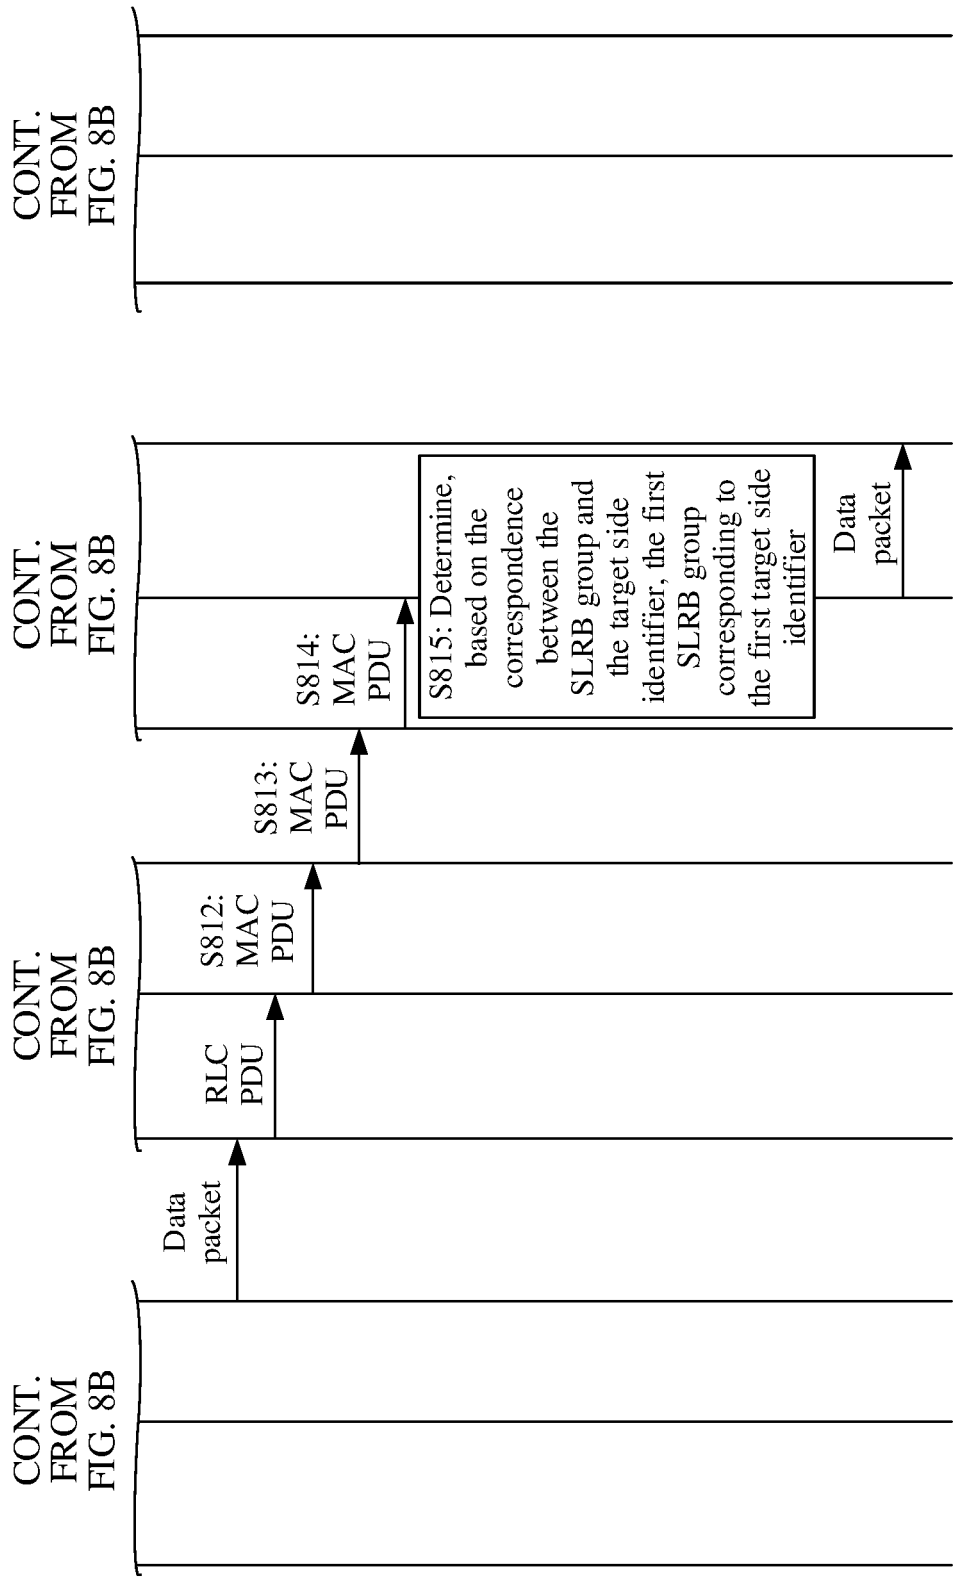 CONT.
FROM
FIG. 8B
CONT.
FROM
FIG. 8B
CONT.
FROM
FIG. 8B
CONT.
FROM
FIG. 8B
Data
packet
RLC
PDU
S812:
MAC
PDU
S813:
MAC
PDU
S814:
MAC
PDU
S815: Determine,
based on the
correspondence
between the
SLRB group and
the target side
identifier, the first
SLRB group
corresponding to
the first target side
identifier
Data
packet